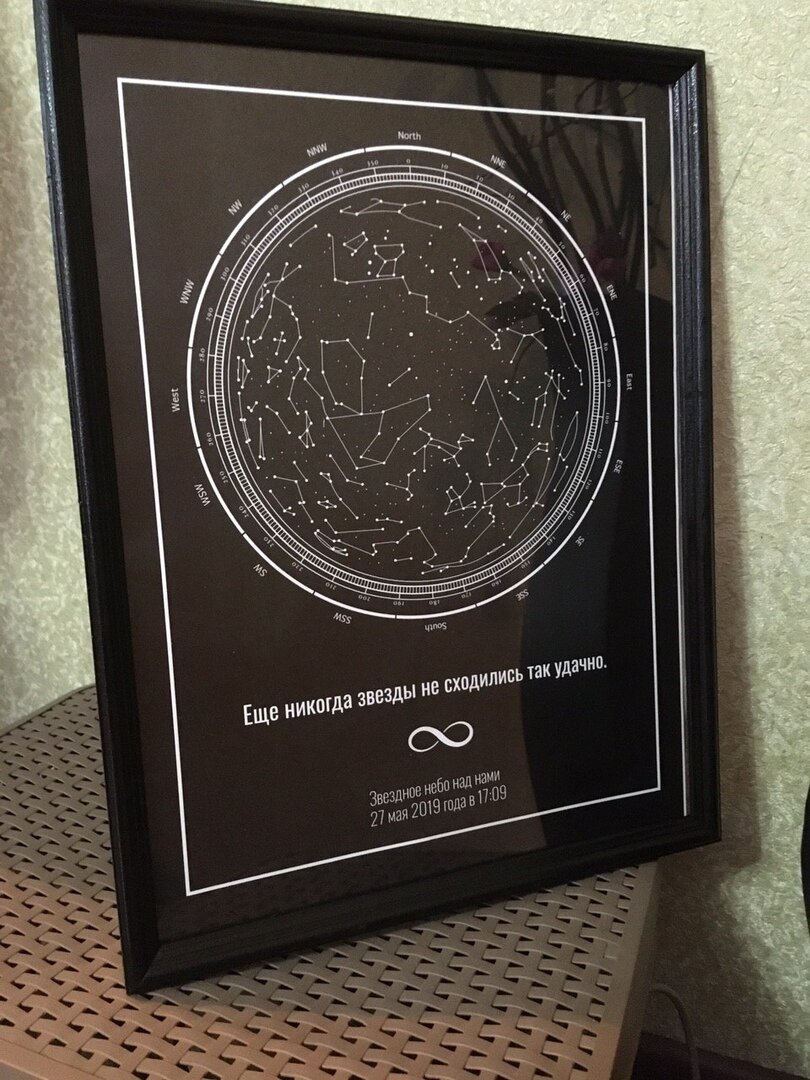 North
NNW
NNE
NW
NE
WNW
ENE
West
East
WSW
ESE
SW
SE
SSW
SSE
South
Еще никогда звезды не сходились так удачно.
Звездное небо над нами
27 мая 2019 года в 17:09